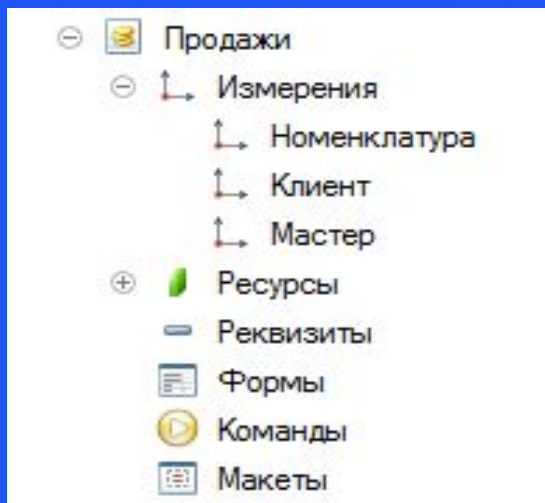 Продажи
Измерения
Номенклатура
Клиент
Мастер
Ресурсы
Реквизиты
Формы
Команды
Макеты